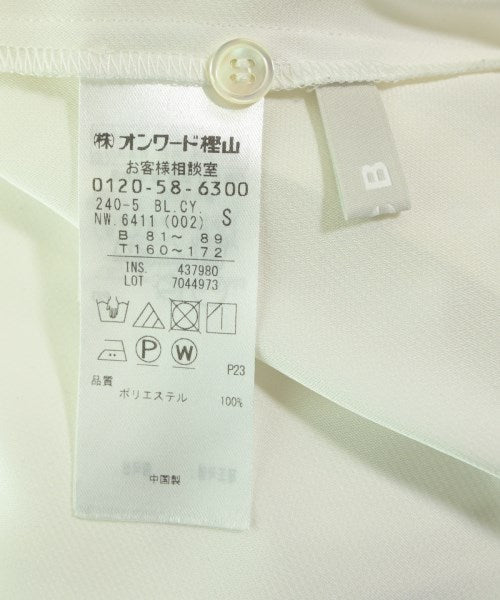 (株)オンワード樫山
お客様相談室
0120-58-6300
240-5 BL.CY.
NW.6411(002) S
B 81〜 89
T160〜172
INS. 437980
LOT 7044973
P
W
P23
品質
ポリエステル 100%
中国製
B